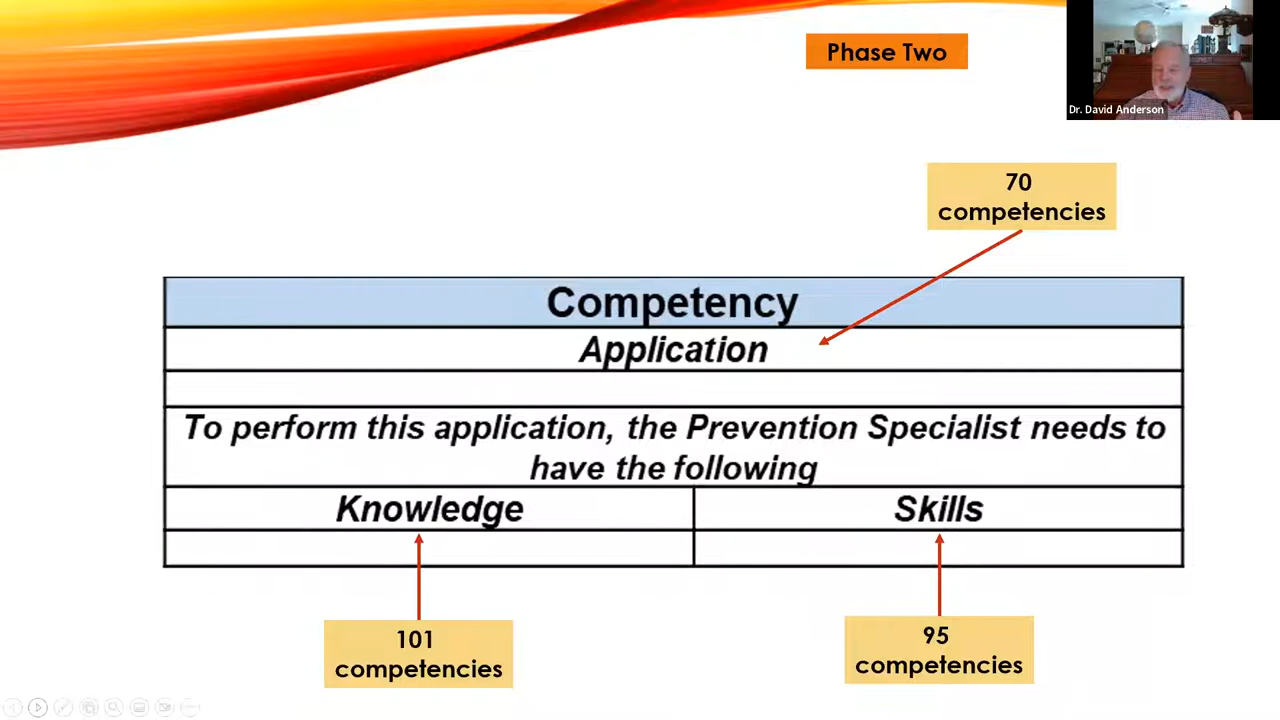 Phase Two
Dr. David Anderson
70
competencies
Competency
Application
To perform this application, the Prevention Specialist needs to
have the following
Knowledge
Skills
101
competencies
95
competencies